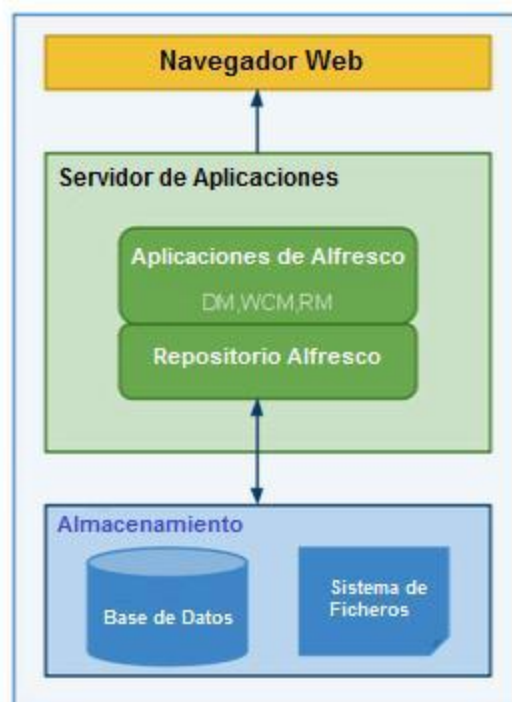 Navegador Web
Servidor de Aplicaciones
Aplicaciones de Alfresco
DM,WCM,RM
Repositorio Alfresco
Almacenamiento
Base de Datos
Sistema de
Ficheros